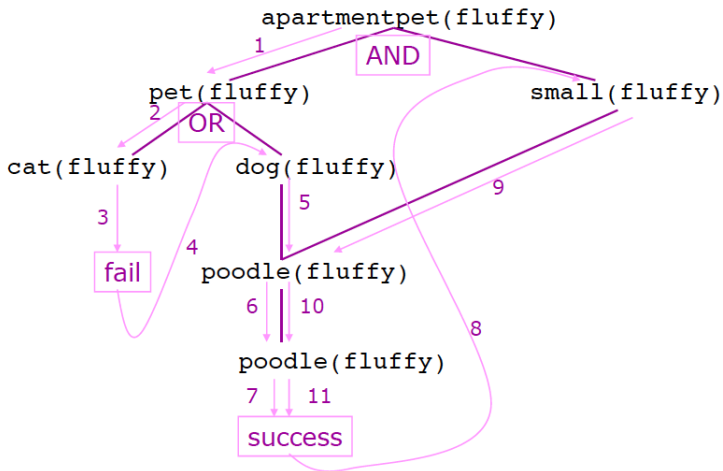 apartmentpet(fluffy)
1
AND
pet(fluffy) small(fluffy)
2
OR
cat(fluffy) dog(fluffy)
9
3 5
4
fail poodle(fluffy)
6 10
8
poodle(fluffy)
7 11
success